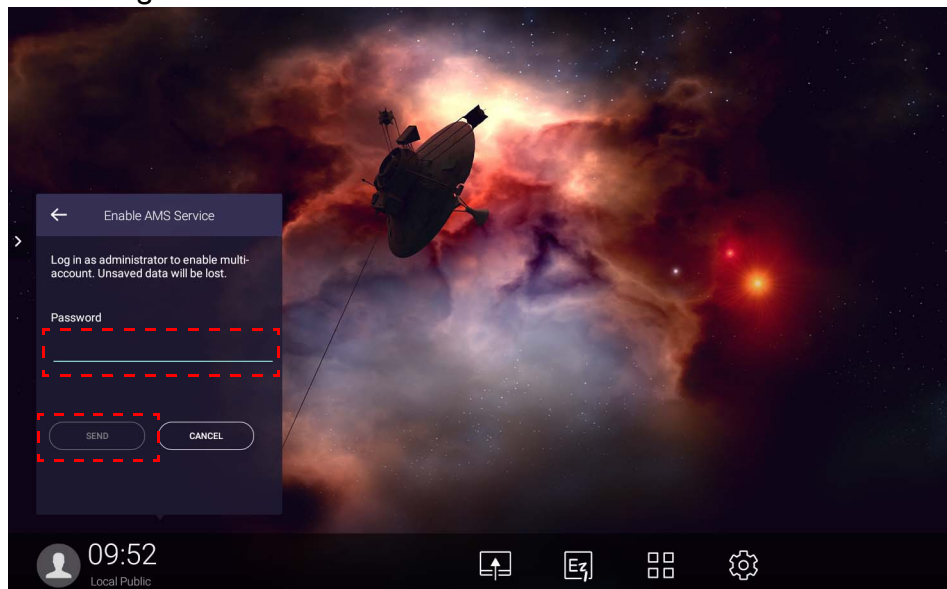 Enable AMS Service
Log in as administrator to enable multi-
account. Unsaved data will be lost.
Password
SEND
CANCEL
09:52
Local Public